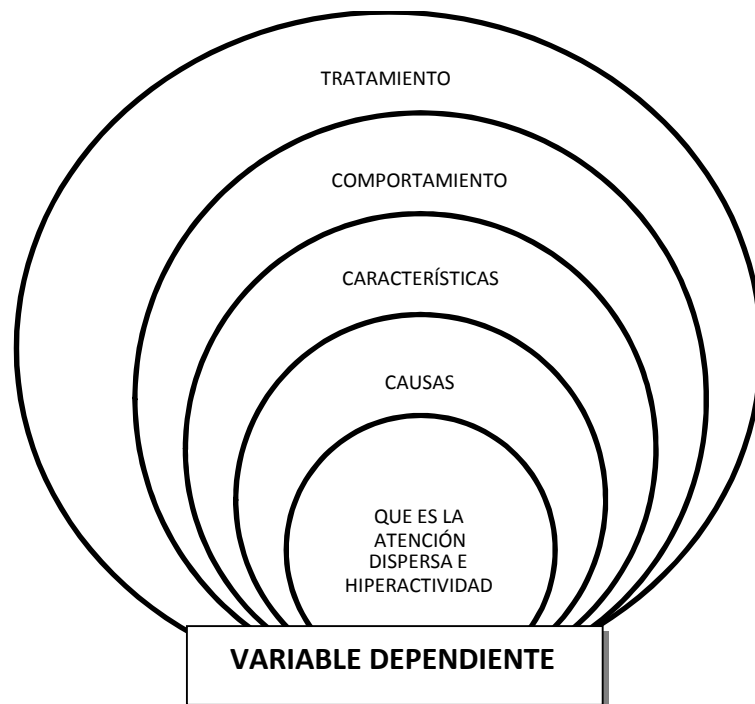 TRATAMIENTO
COMPORTAMIENTO
CARACTERÍSTICAS
CAUSAS
QUE ES LA
ATENCIÓN
DISPERSA E
HIPERACTIVIDAD
VARIABLE DEPENDIENTE